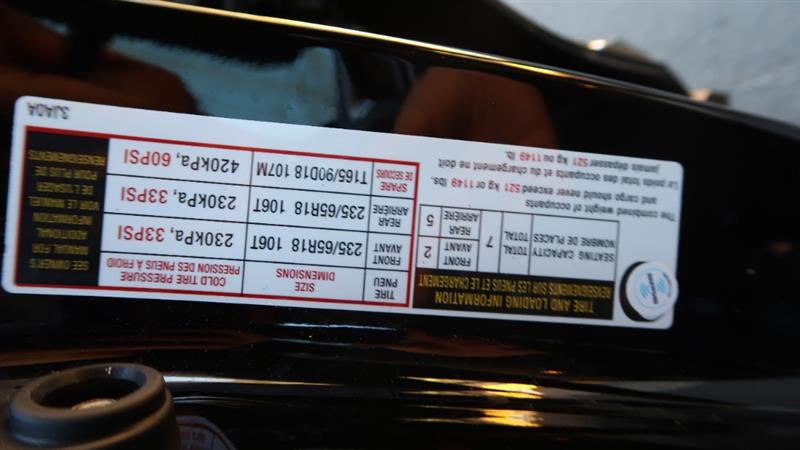 TIRE AND LOADING INFORMATION
RENSEIGNEMENTS SUR LES PNEUS ET LE CHARGEMENT
SEATING CAPACITY
NOMBRE DE PLACES
TOTAL
TOTAL
7
FRONT
AVANT
2
REAR
ARRIÈRE
5
The combined weight of occupants
and cargo should never exceed 521 kg or 1149 lbs.
Le poids total des occupants et du chargement ne doit
jamais dépasser 521 kg ou 1149 lb.
TIRE
PNEU
SIZE
DIMENSIONS
COLD TIRE PRESSURE
PRESSION DES PNEUS À FROID
FRONT
AVANT
235/65R18 106T
230kPa, 33PSI
REAR
ARRIÈRE
235/65R18 106T
230kPa, 33PSI
SPARE
DE SECOURS
T165/90D18 107M
420kPa, 60PSI
SEE OWNER'S
MANUAL FOR
ADDITIONAL
INFORMATION
VOIR LE MANUEL
DE L'USAGER
POUR PLUS DE
RENSEIGNEMENTS
3J4DA